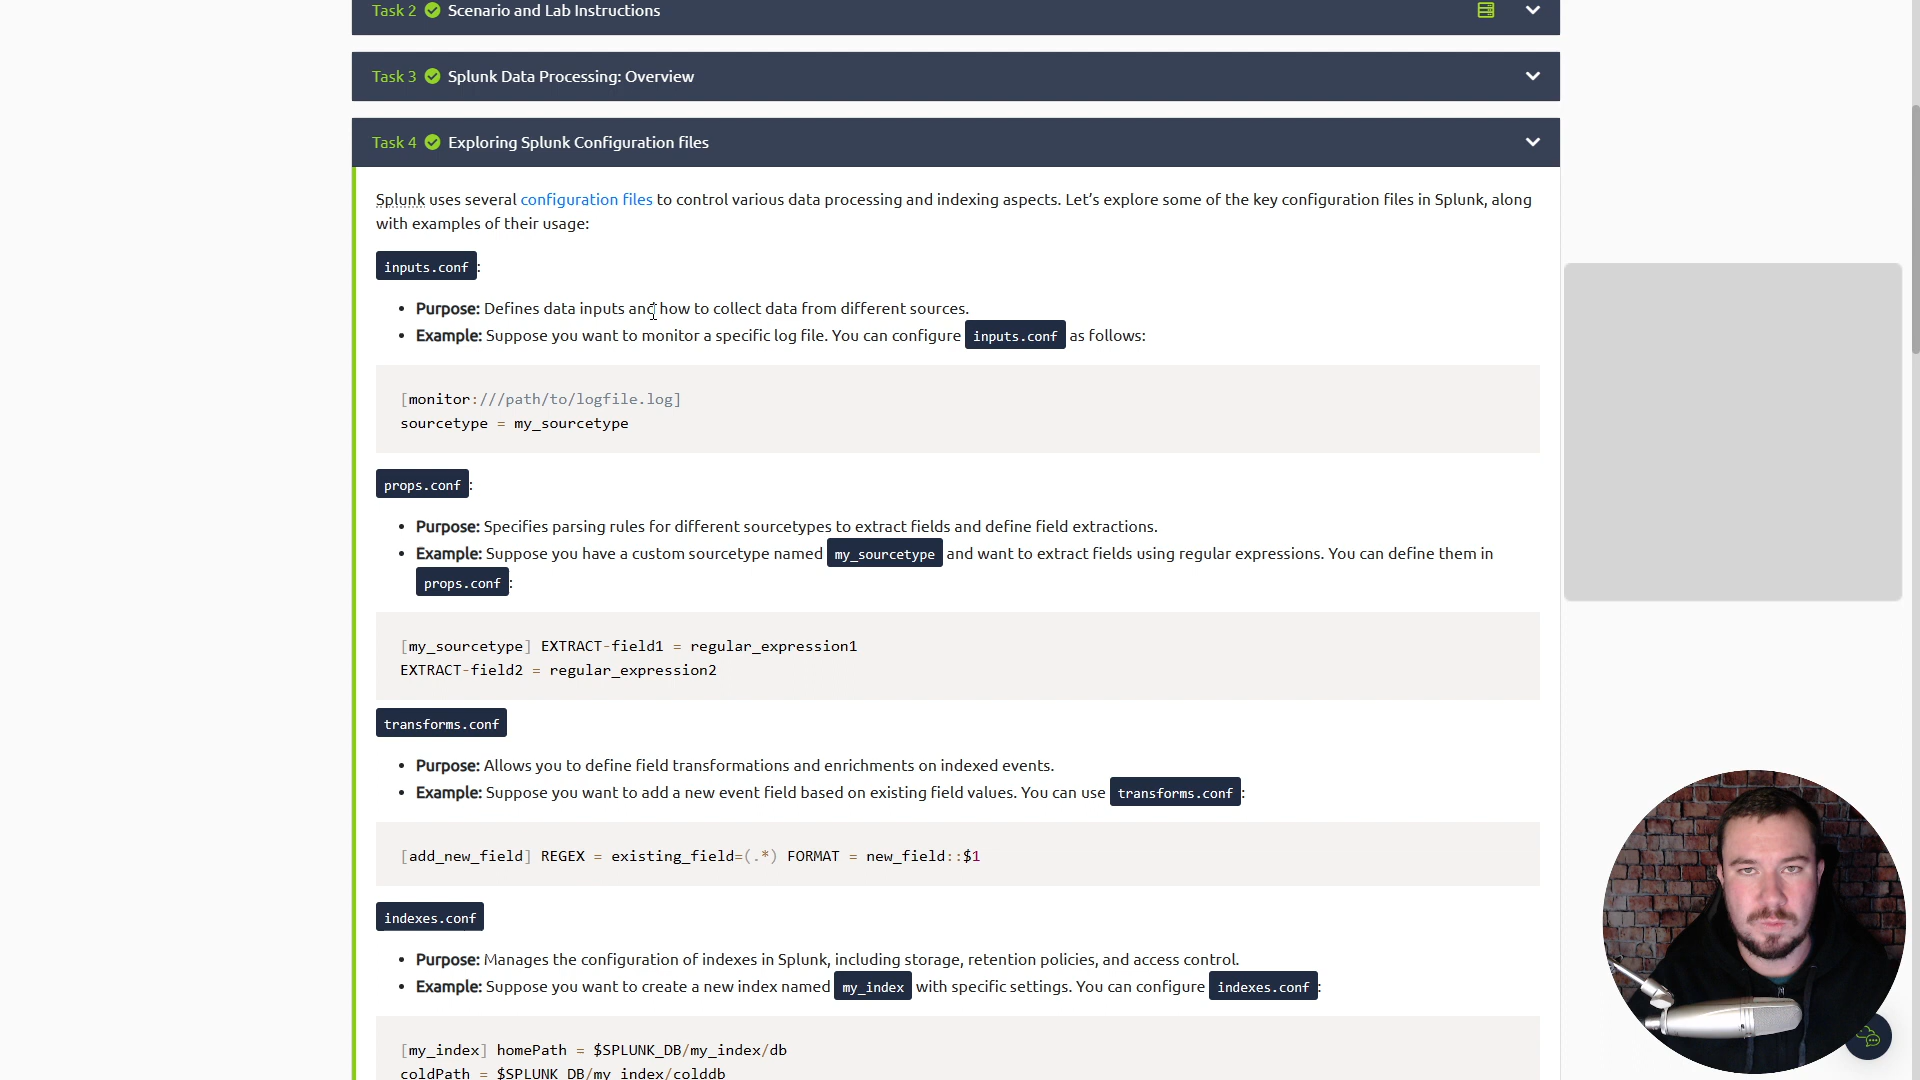 Task 2 Scenario and Lab Instructions
Task 3 Splunk Data Processing: Overview
Task 4 Exploring Splunk Configuration files
Splunk uses several configuration files to control various data processing and indexing aspects. Let’s explore some of the key configuration files in Splunk, along
with examples of their usage:
inputs.conf:
• Purpose: Defines data inputs and how to collect data from different sources.
• Example: Suppose you want to monitor a specific log file. You can configure inputs.conf as follows:
[monitor:///path/to/logfile.log]
sourcetype = my_sourcetype
props.conf:
• Purpose: Specifies parsing rules for different sourcetypes to extract fields and define field extractions.
• Example: Suppose you have a custom sourcetype named my_sourcetype and want to extract fields using regular expressions. You can define them in
props.conf:
[my_sourcetype] EXTRACT-field1 = regular_expression1
EXTRACT-field2 = regular_expression2
transforms.conf
• Purpose: Allows you to define field transformations and enrichments on indexed events.
• Example: Suppose you want to add a new event field based on existing field values. You can use transforms.conf:
[add_new_field] REGEX = existing_field=(.*) FORMAT = new_field::$1
indexes.conf
• Purpose: Manages the configuration of indexes in Splunk, including storage, retention policies, and access control.
• Example: Suppose you want to create a new index named my_index with specific settings. You can configure indexes.conf:
[my_index] homePath = $SPLUNK_DB/my_index/db
coldPath = $SPLUNK_DB/my_index/colddb